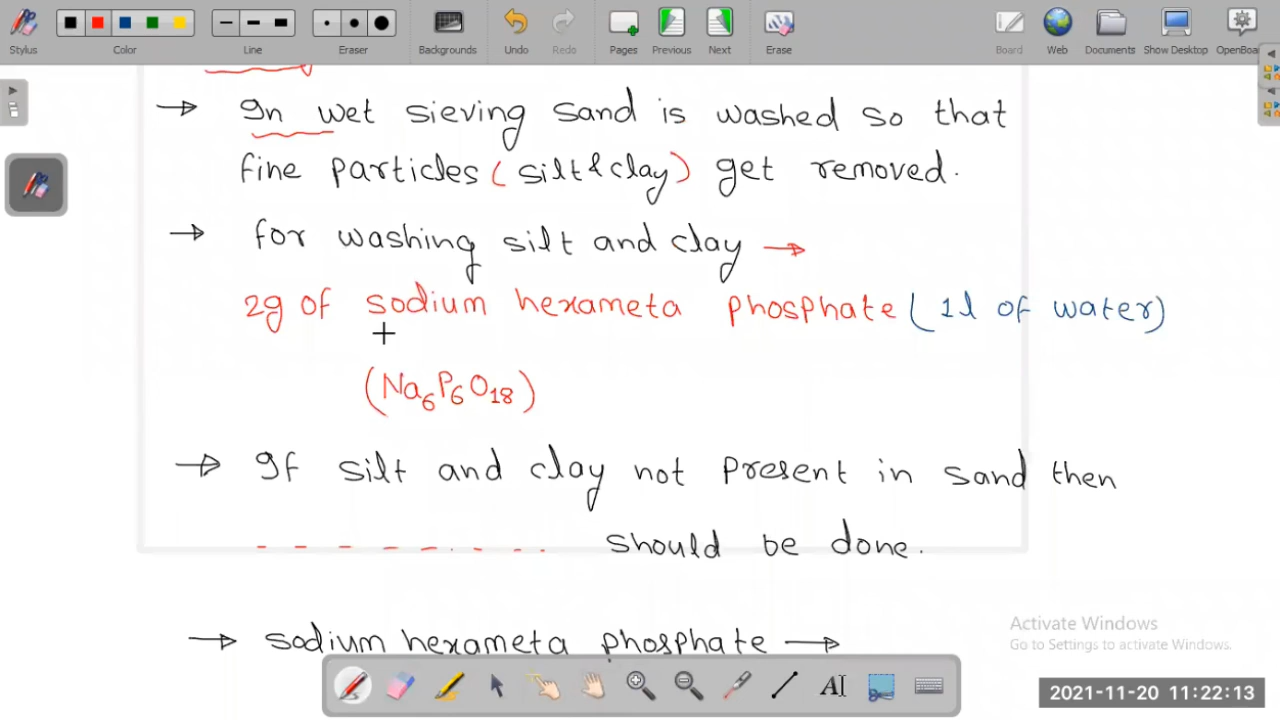 Stylus
Color
Line
Eraser
Backgrounds
Undo
Redo
Pages
Previous
Next
Erase
Board
Web
Documents
Show Desktop
OpenBoa
→ In wet sieving sand is washed so that
fine particles (silt & clay) get removed.
→ for washing silt and clay →
2g of sodium hexameta phosphate (1l of water)
(Na₆P₆O₁₈)
→ If silt and clay not present in sand then
- - - - - - - - should be done.
→ sodium hexameta phosphate →
Activate Windows
Go to Settings to activate Windows.
2021-11-20 11:22:13